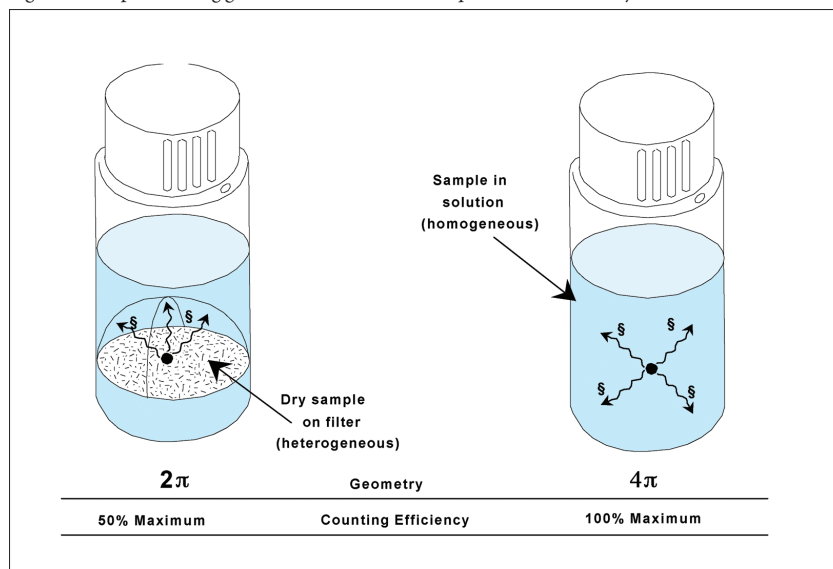 §
§
Dry sample
on filter
(heterogeneous)
Sample in
solution
(homogeneous)
§
§
§
§
2π
Geometry
4π
50% Maximum
Counting Efficiency
100% Maximum